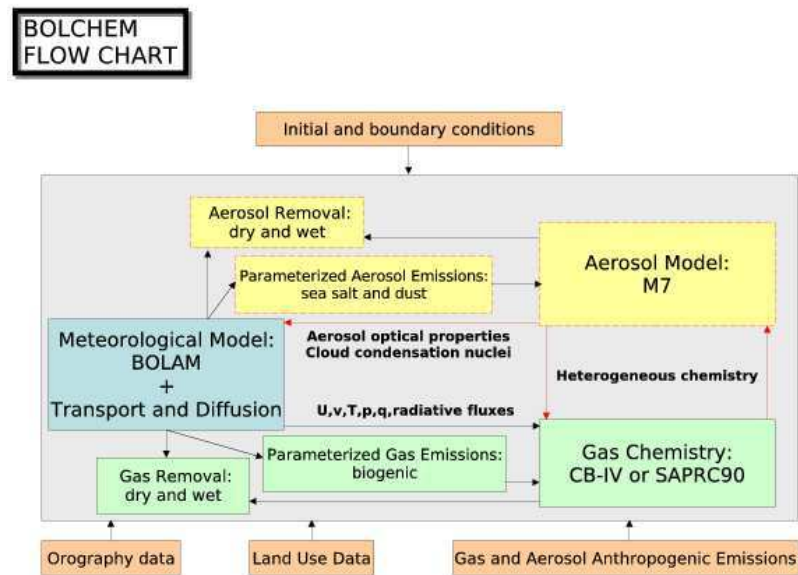 BOLCHEM
FLOW CHART
Initial and boundary conditions
Aerosol Removal:
dry and wet
Parameterized Aerosol Emissions:
sea salt and dust
Aerosol Model:
M7
Meteorological Model:
BOLAM
+
Transport and Diffusion
Aerosol optical properties
Cloud condensation nuclei
Heterogeneous chemistry
U,v,T,p,q,radiative fluxes
Parameterized Gas Emissions:
biogenic
Gas Chemistry:
CB-IV or SAPRC90
Gas Removal:
dry and wet
Orography data
Land Use Data
Gas and Aerosol Anthropogenic Emissions